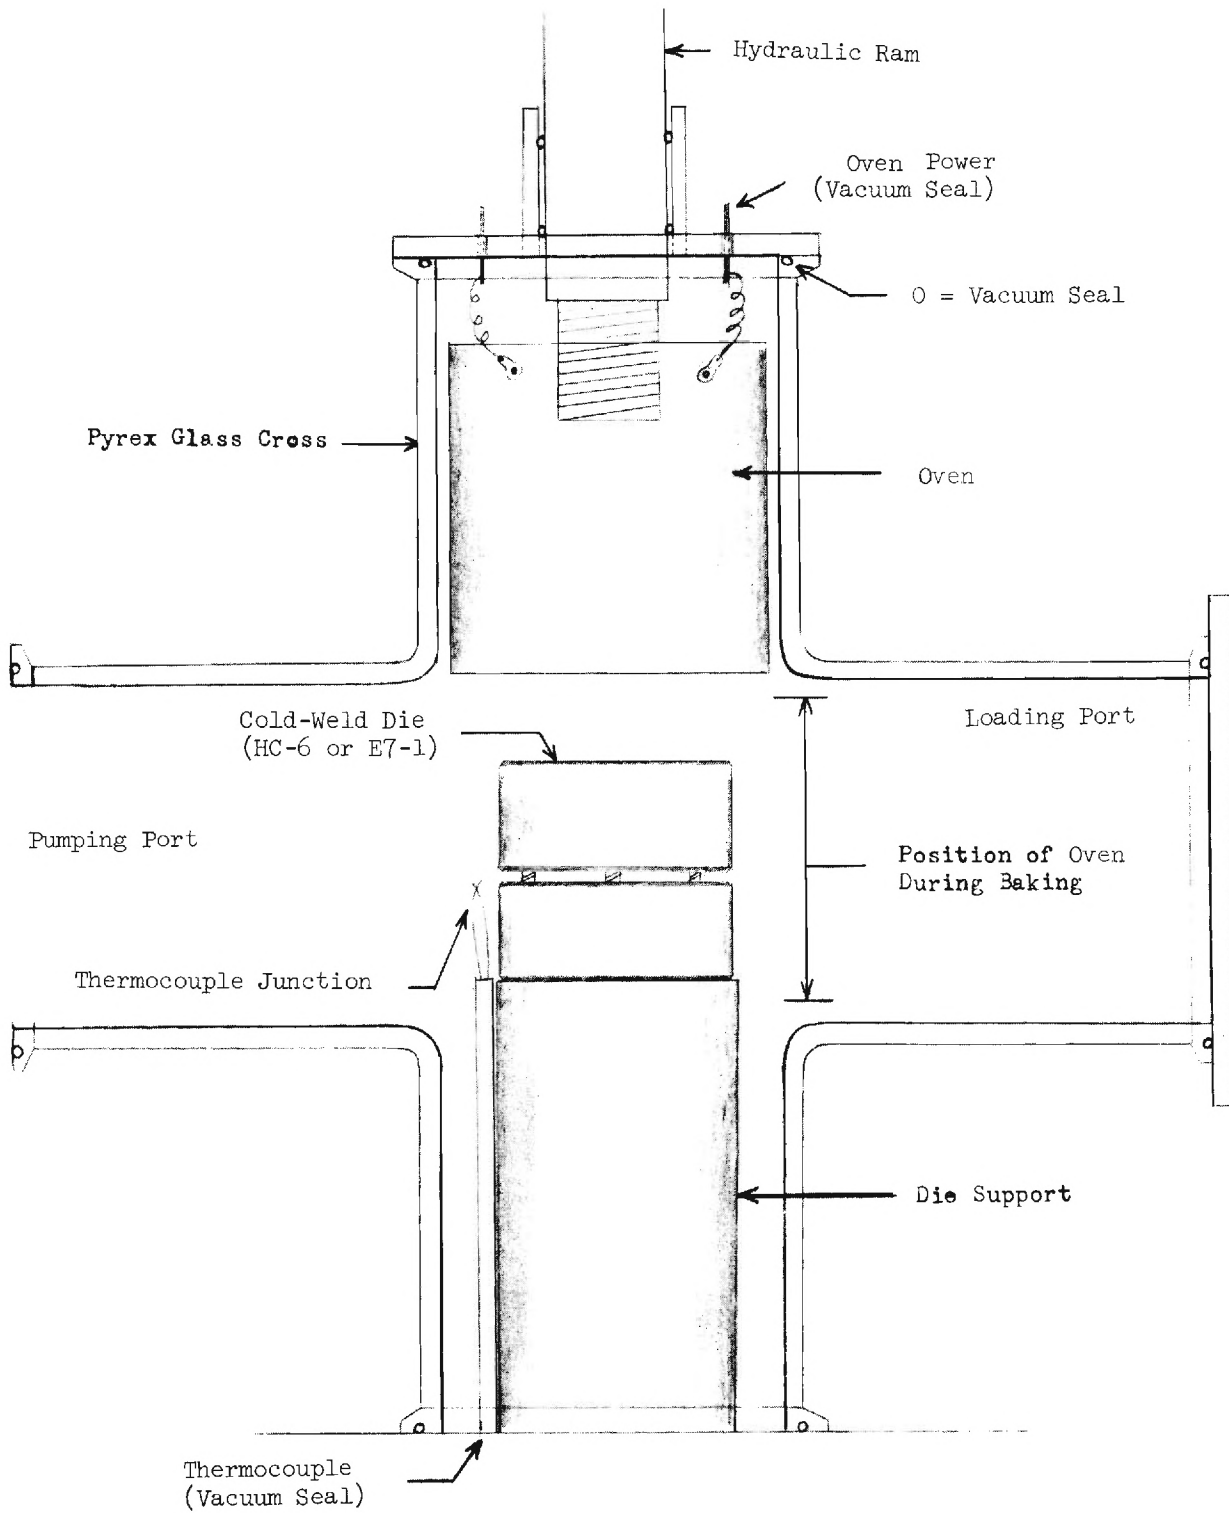 Hydraulic Ram
Oven Power
(Vacuum Seal)
O = Vacuum Seal
Pyrex Glass Cross
Oven
Cold-Weld Die
(HC-6 or E7-1)
Loading Port
Pumping Port
Position of Oven
During Baking
Thermocouple Junction
Die Support
Thermocouple
(Vacuum Seal)